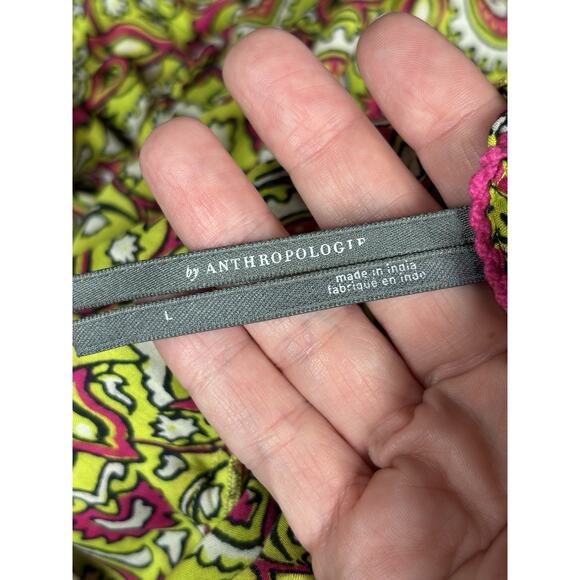 by ANTHROPOLOGIE
L
made in india
fabriqué en inde